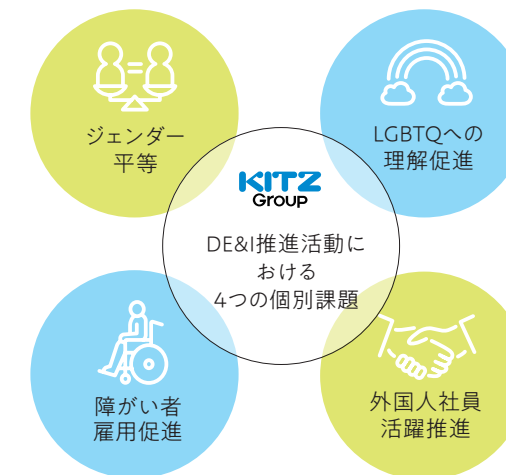 ジェンダー
平等
LGBTQへの
理解促進
KITZ
Group
DE&I推進活動に
おける
4つの個別課題
障がい者
雇用促進
外国人社員
活躍推進